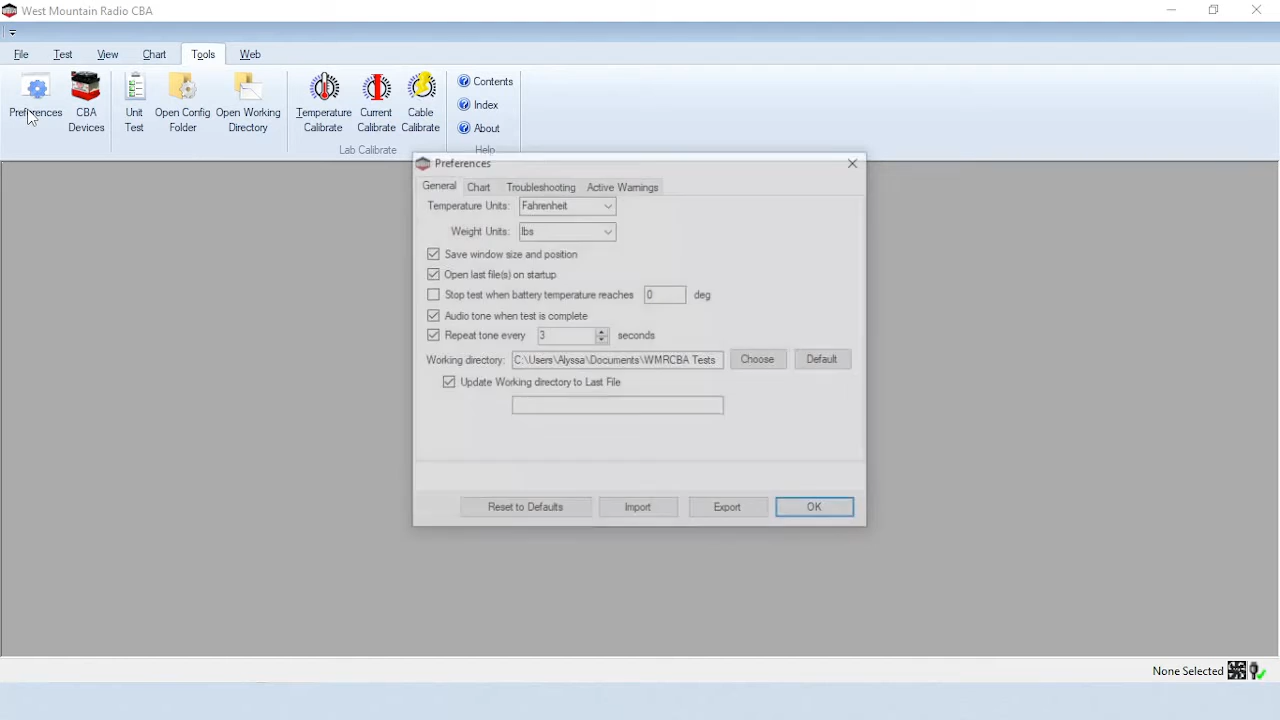 West Mountain Radio CBA
File Test View Chart Tools Web
Preferences
CBA
Devices
Unit
Test
Open Config
Folder
Open Working
Directory
Temperature
Calibrate
Current
Calibrate
Cable
Calibrate
Lab Calibrate
Contents
Index
About
Help
Preferences
General Chart Troubleshooting Active Warnings
Temperature Units: Fahrenheit
Weight Units: lbs
Save window size and position
Open last file(s) on startup
Stop test when battery temperature reaches 0 deg
Audio tone when test is complete
Repeat tone every 3 seconds
Working directory: C:\Users\Alyssa\Documents\WMRCBA Tests Choose Default
Update Working directory to Last File
Reset to Defaults Import Export OK
None Selected